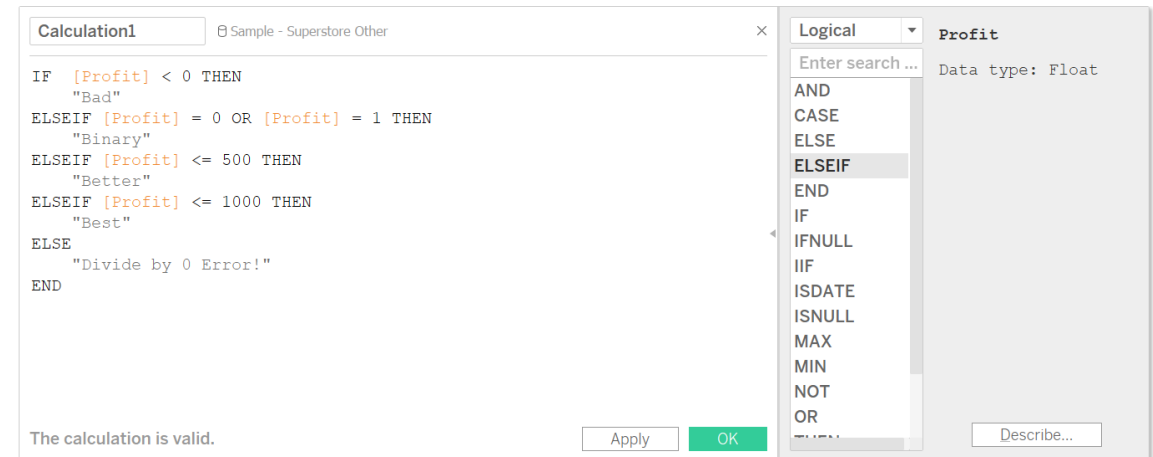 Calculation1
Sample - Superstore Other
IF  [Profit] < 0 THEN
    "Bad"
ELSEIF [Profit] = 0 OR [Profit] = 1 THEN
    "Binary"
ELSEIF [Profit] <= 500 THEN
    "Better"
ELSEIF [Profit] <= 1000 THEN
    "Best"
ELSE
    "Divide by 0 Error!"
END
The calculation is valid.
Apply
OK
Logical
Enter search ...
AND
CASE
ELSE
ELSEIF
END
IF
IFNULL
IIF
ISDATE
ISNULL
MAX
MIN
NOT
OR
Profit
Data type: Float
Describe...